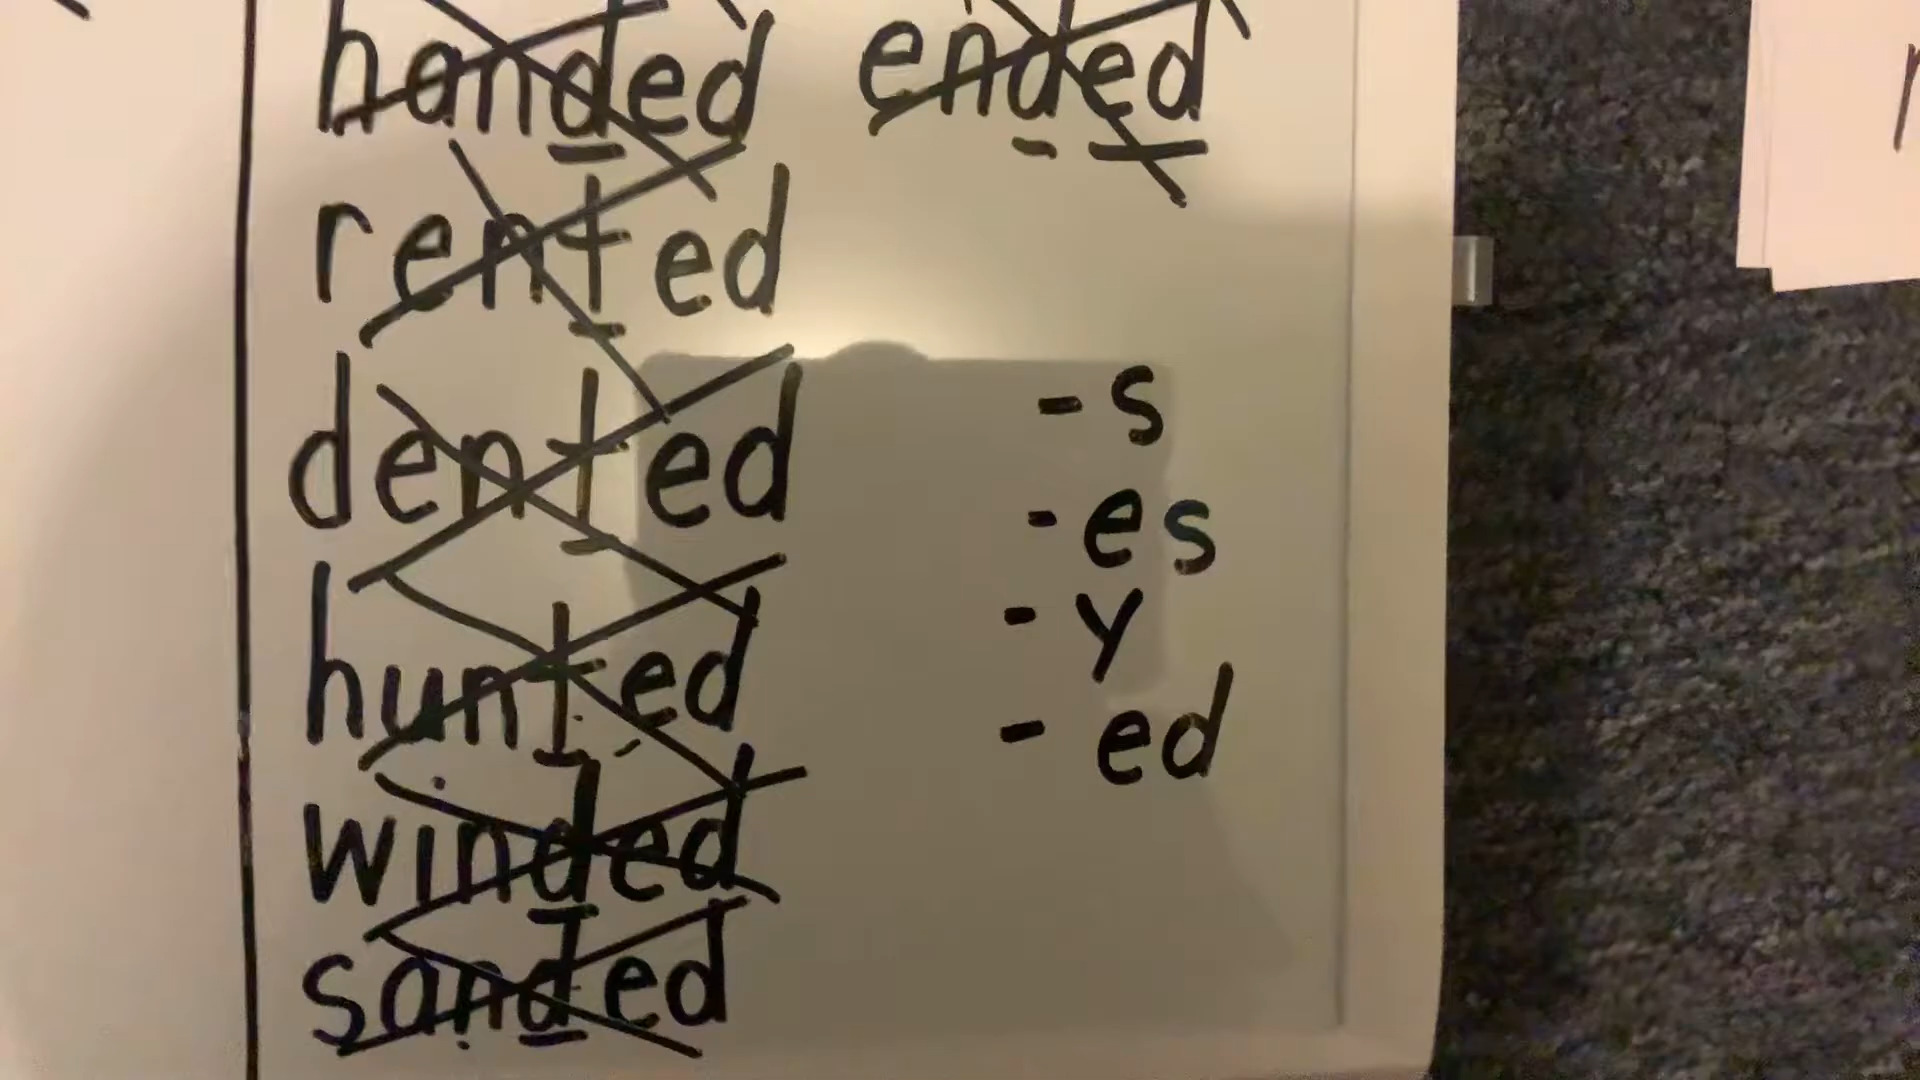 handed ended
rented
dented
hunted
winded
sanded
-s
-es
-y
-ed